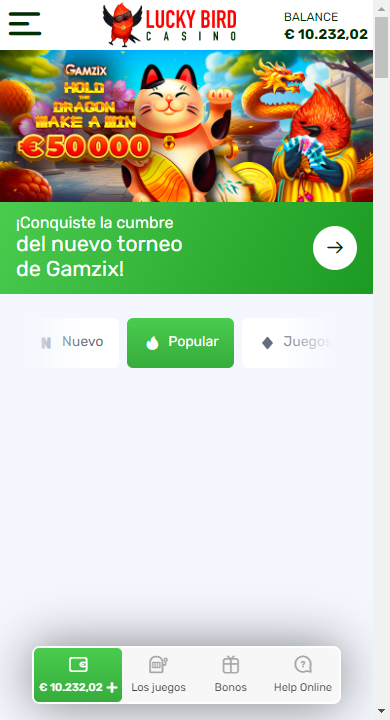 LUCKY BIRD
CASINO
BALANCE
€ 10.232,02
GAMZIX
HOLD
THE
DRAGON
MAKE A WIN
€50000
¡Conquiste la cumbre
del nuevo torneo
de Gamzix!
Nuevo
Popular
Juegos
€ 10.232,02 +
Los juegos
Bonos
Help Online